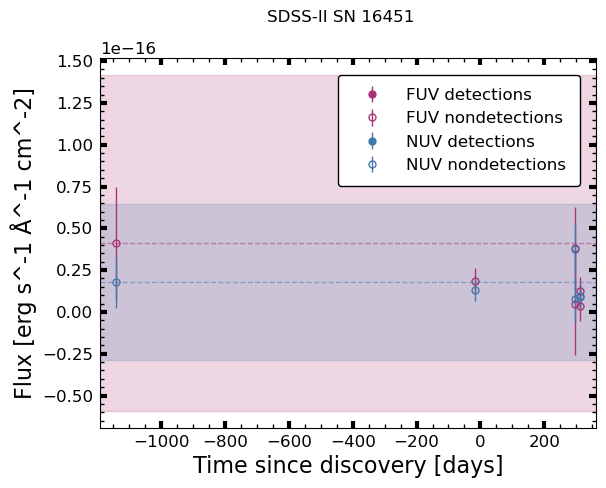 SDSS-II SN 16451
1e−16
1.50
1.25
1.00
0.75
0.50
0.25
0.00
−0.25
−0.50
Flux [erg s^-1 Å^-1 cm^-2]
FUV detections
FUV nondetections
NUV detections
NUV nondetections
−1000 −800 −600 −400 −200 0 200
Time since discovery [days]